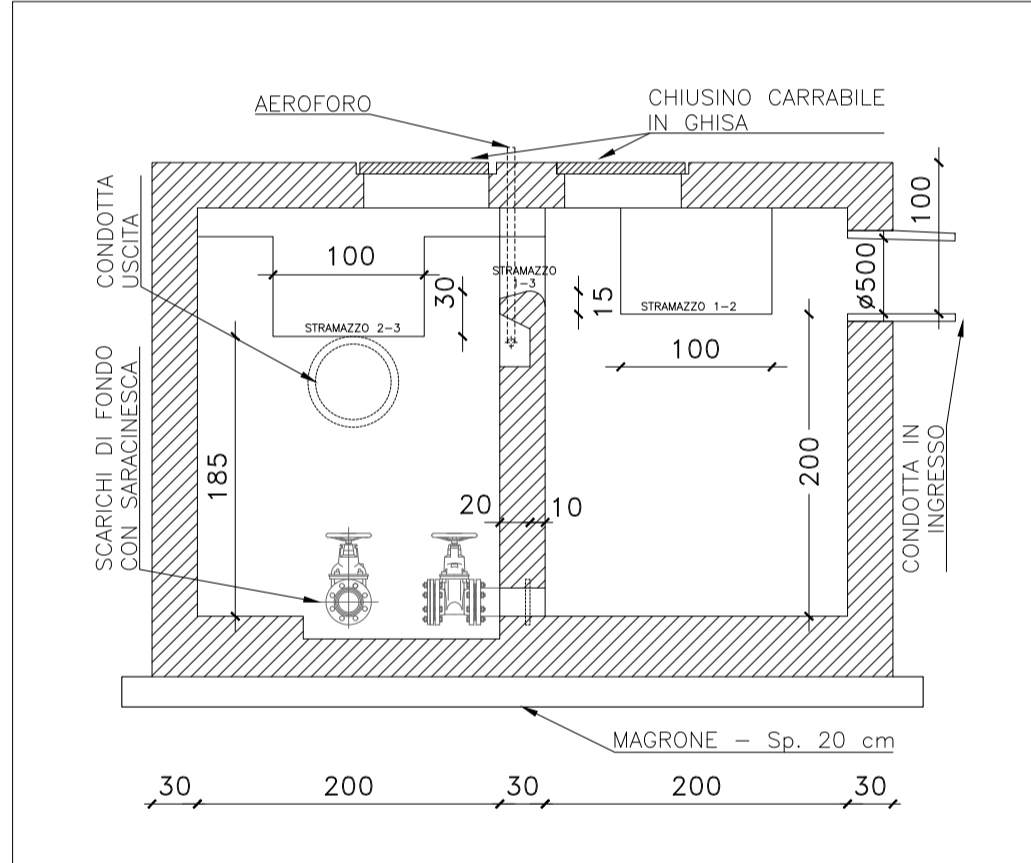 AEROFORO
CHIUSINO CARRABILE
IN GHISA
CONDOTTA
USCITA
100
ø500
100
30
STRAMAZZO
1-3
15
STRAMAZZO 1-2
STRAMAZZO 2-3
100
SCARICHI DI FONDO
CON SARACINESCA
185
20
10
200
CONDOTTA IN
INGRESSO
MAGRONE - Sp. 20 cm
30
200
30
200
30